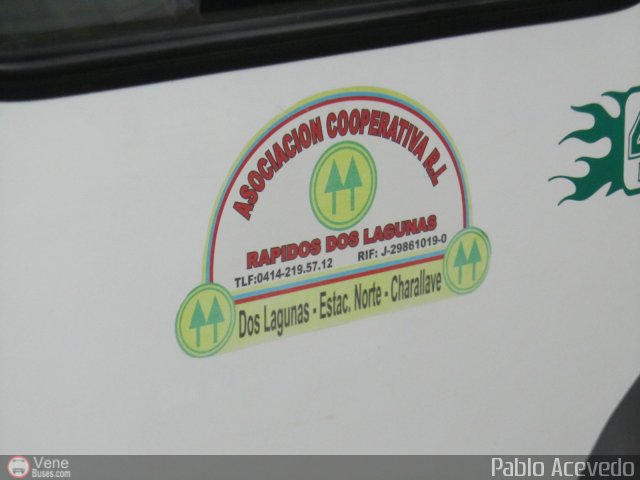 ASOCIACION COOPERATIVA R.L
RAPIDOS DOS LAGUNAS
TLF:0414-219.57.12 RIF: J-29861019-0
Dos Lagunas - Estac. Norte - Charallave
Vene
Buses.com
Pablo Acevedo